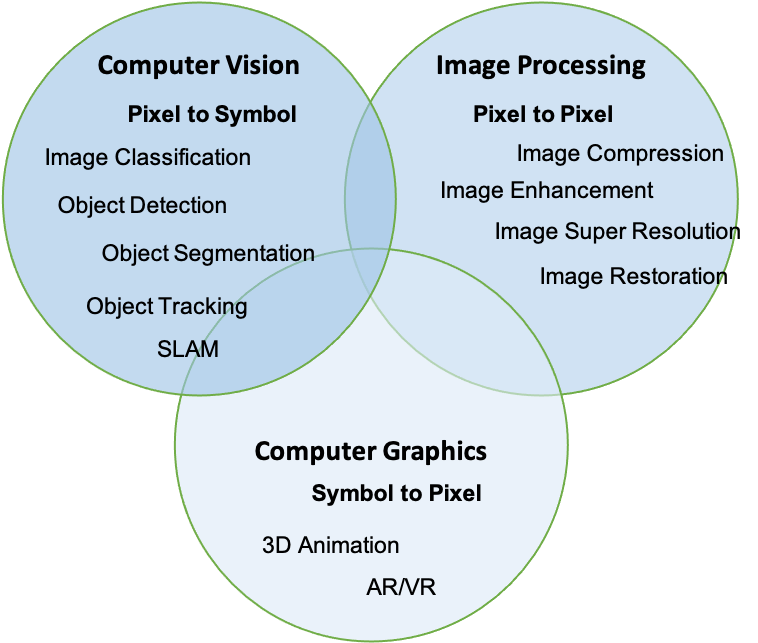 Computer Vision
Pixel to Symbol
Image Classification
Object Detection
Object Segmentation
Object Tracking
SLAM
Image Processing
Pixel to Pixel
Image Compression
Image Enhancement
Image Super Resolution
Image Restoration
Computer Graphics
Symbol to Pixel
3D Animation
AR/VR